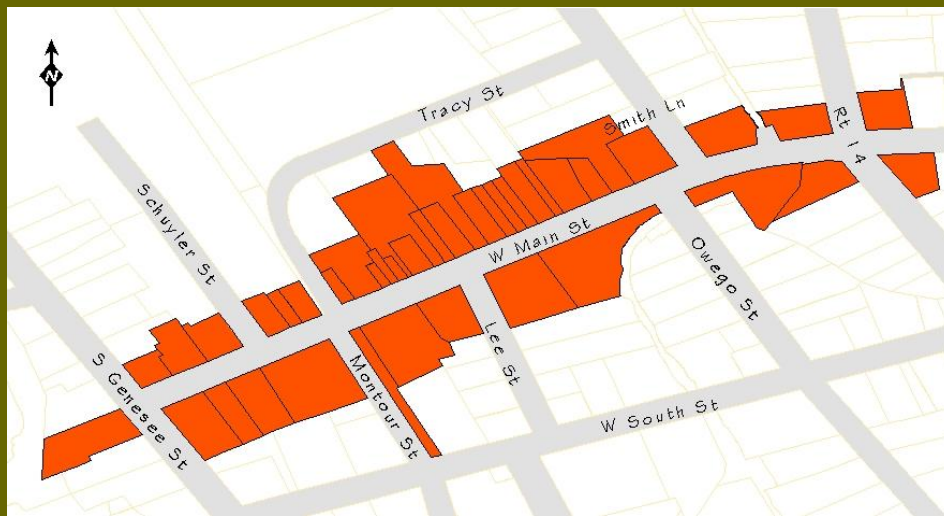 N
Tracy St
Smith Ln
Rt 14
Schuyler St
W Main St
Owego St
Lee St
Montour St
S Genesee St
W South St